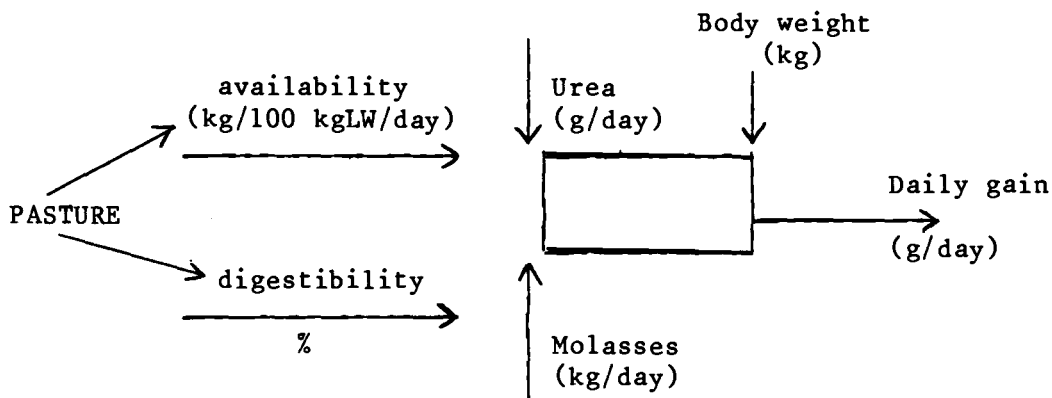 Body weight
(kg)
availability
(kg/100 kgLW/day)
Urea
(g/day)
PASTURE
Daily gain
(g/day)
digestibility
%
Molasses
(kg/day)